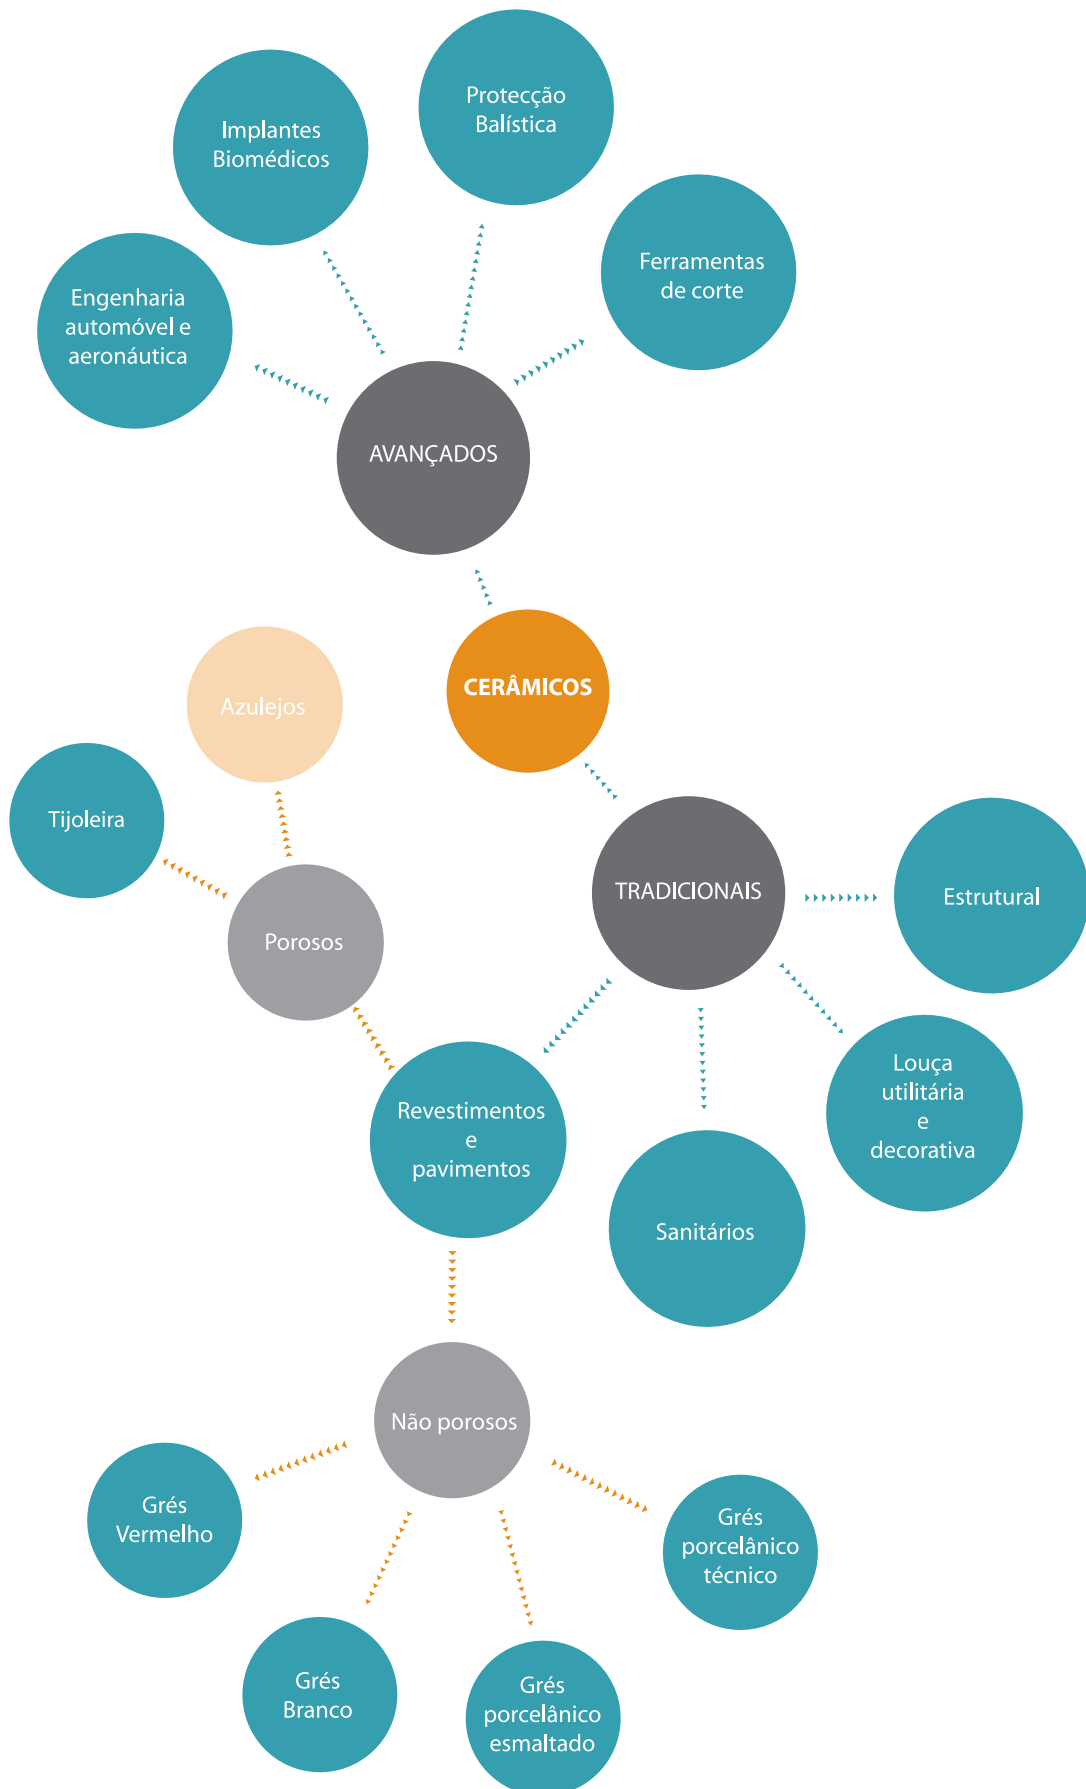 Protecção
Balística
Implantes
Biomédicos
Ferramentas
de corte
Engenharia
automóvel e
aeronáutica
AVANÇADOS
CERÂMICOS
Azulejos
Tijoleira
TRADICIONAIS
Estrutural
Porosos
Louça
utilitária
e
decorativa
Revestimentos
e
pavimentos
Sanitários
Não porosos
Grés
Vermelho
Grés
porcelânico
técnico
Grés
Branco
Grés
porcelânico
esmaltado